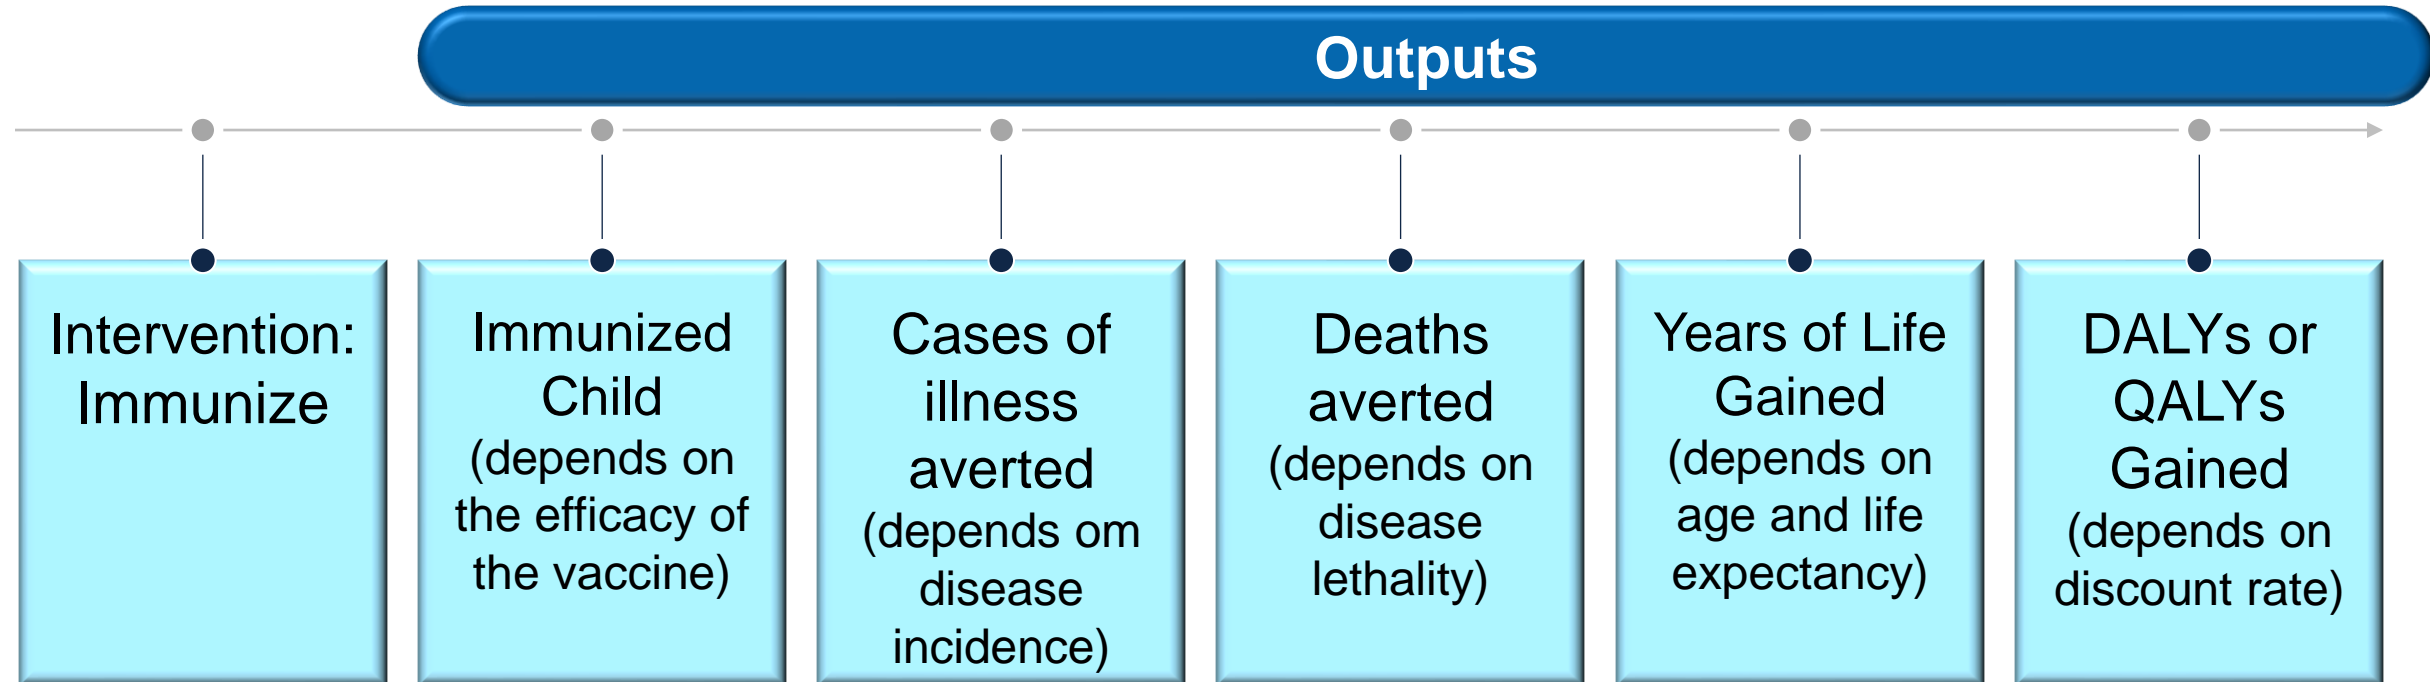 Outputs
Intervention:
Immunize
Immunized
Child
(depends on
the efficacy of
the vaccine)
Cases of
illness
averted
(depends om
disease
incidence)
Deaths
averted
(depends on
disease
lethality)
Years of Life
Gained
(depends on
age and life
expectancy)
DALYs or
QALYs
Gained
(depends on
discount rate)